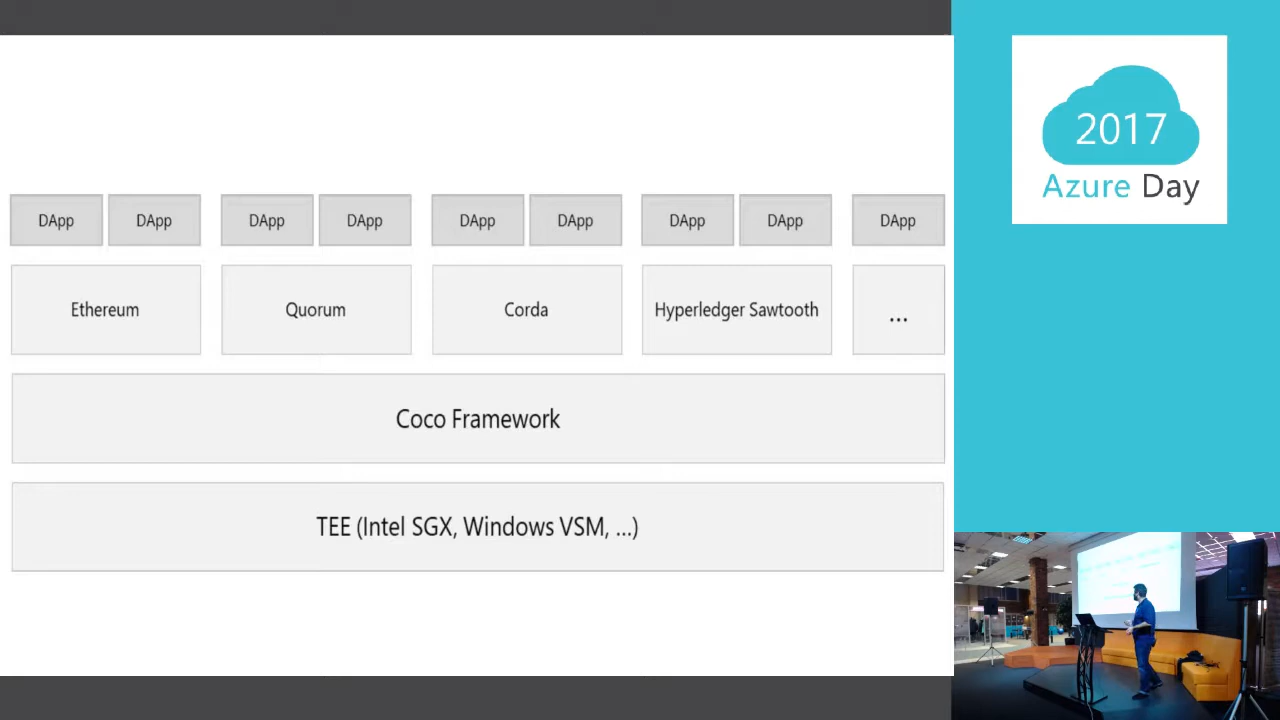 DApp DApp DApp DApp DApp DApp DApp DApp DApp
Ethereum Quorum Corda Hyperledger Sawtooth ...
Coco Framework
TEE (Intel SGX, Windows VSM, ...)
2017
Azure Day